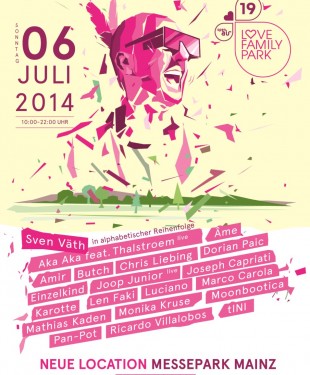 SONNTAG
06
JULI
2014
10:00-22:00 UHR
19
LOVE
FAMILY
PARK
Sven Väth in alphabetischer Reihenfolge
Aka Aka feat. Thalstroem live Âme
Amir Butch Chris Liebing Dorian Paic
Einzelkind Joop Junior live Joseph Capriati
Karotte Len Faki Luciano Marco Carola
Mathias Kaden Monika Kruse Moonbootica
Pan-Pot Ricardo Villalobos tINI
NEUE LOCATION MESSEPARK MAINZ